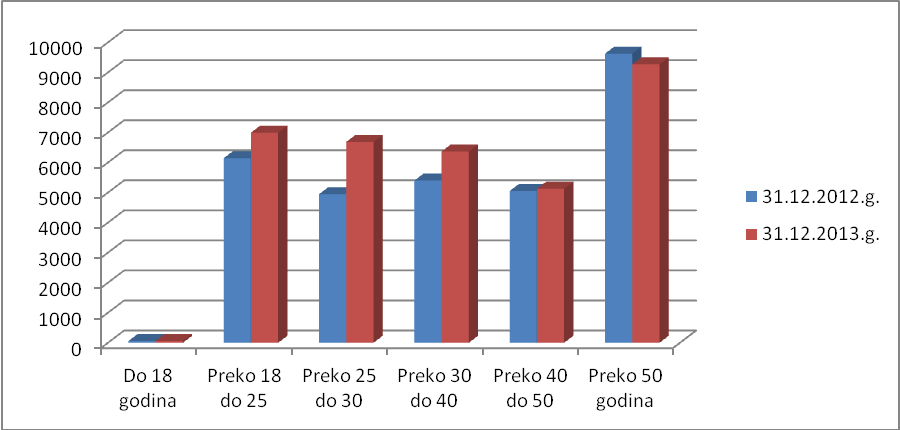 10000
9000
8000
7000
6000
5000
4000
3000
2000
1000
0
Do 18
godina
Preko 18
do 25
Preko 25
do 30
Preko 30
do 40
Preko 40
do 50
Preko 50
godina
31.12.2012.g.
31.12.2013.g.